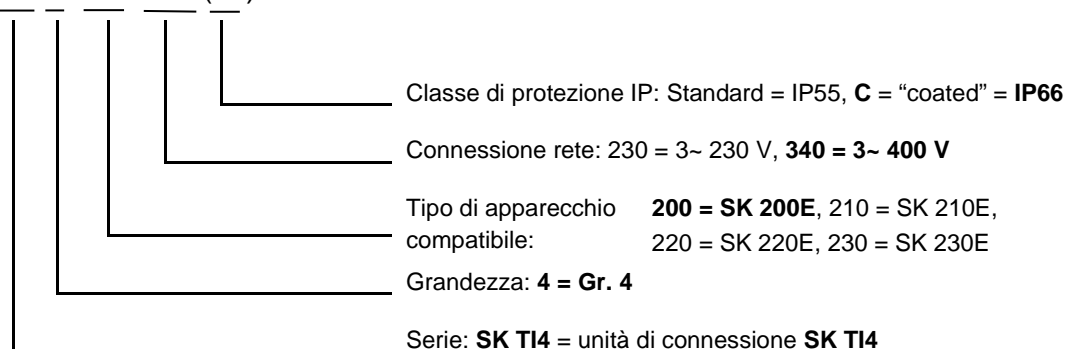 Classe di protezione IP: Standard = IP55, C = “coated” = IP66
Connessione rete: 230 = 3~ 230 V, 340 = 3~ 400 V
Tipo di apparecchio 200 = SK 200E, 210 = SK 210E,
compatibile: 220 = SK 220E, 230 = SK 230E
Grandezza: 4 = Gr. 4
Serie: SK TI4 = unità di connessione SK TI4